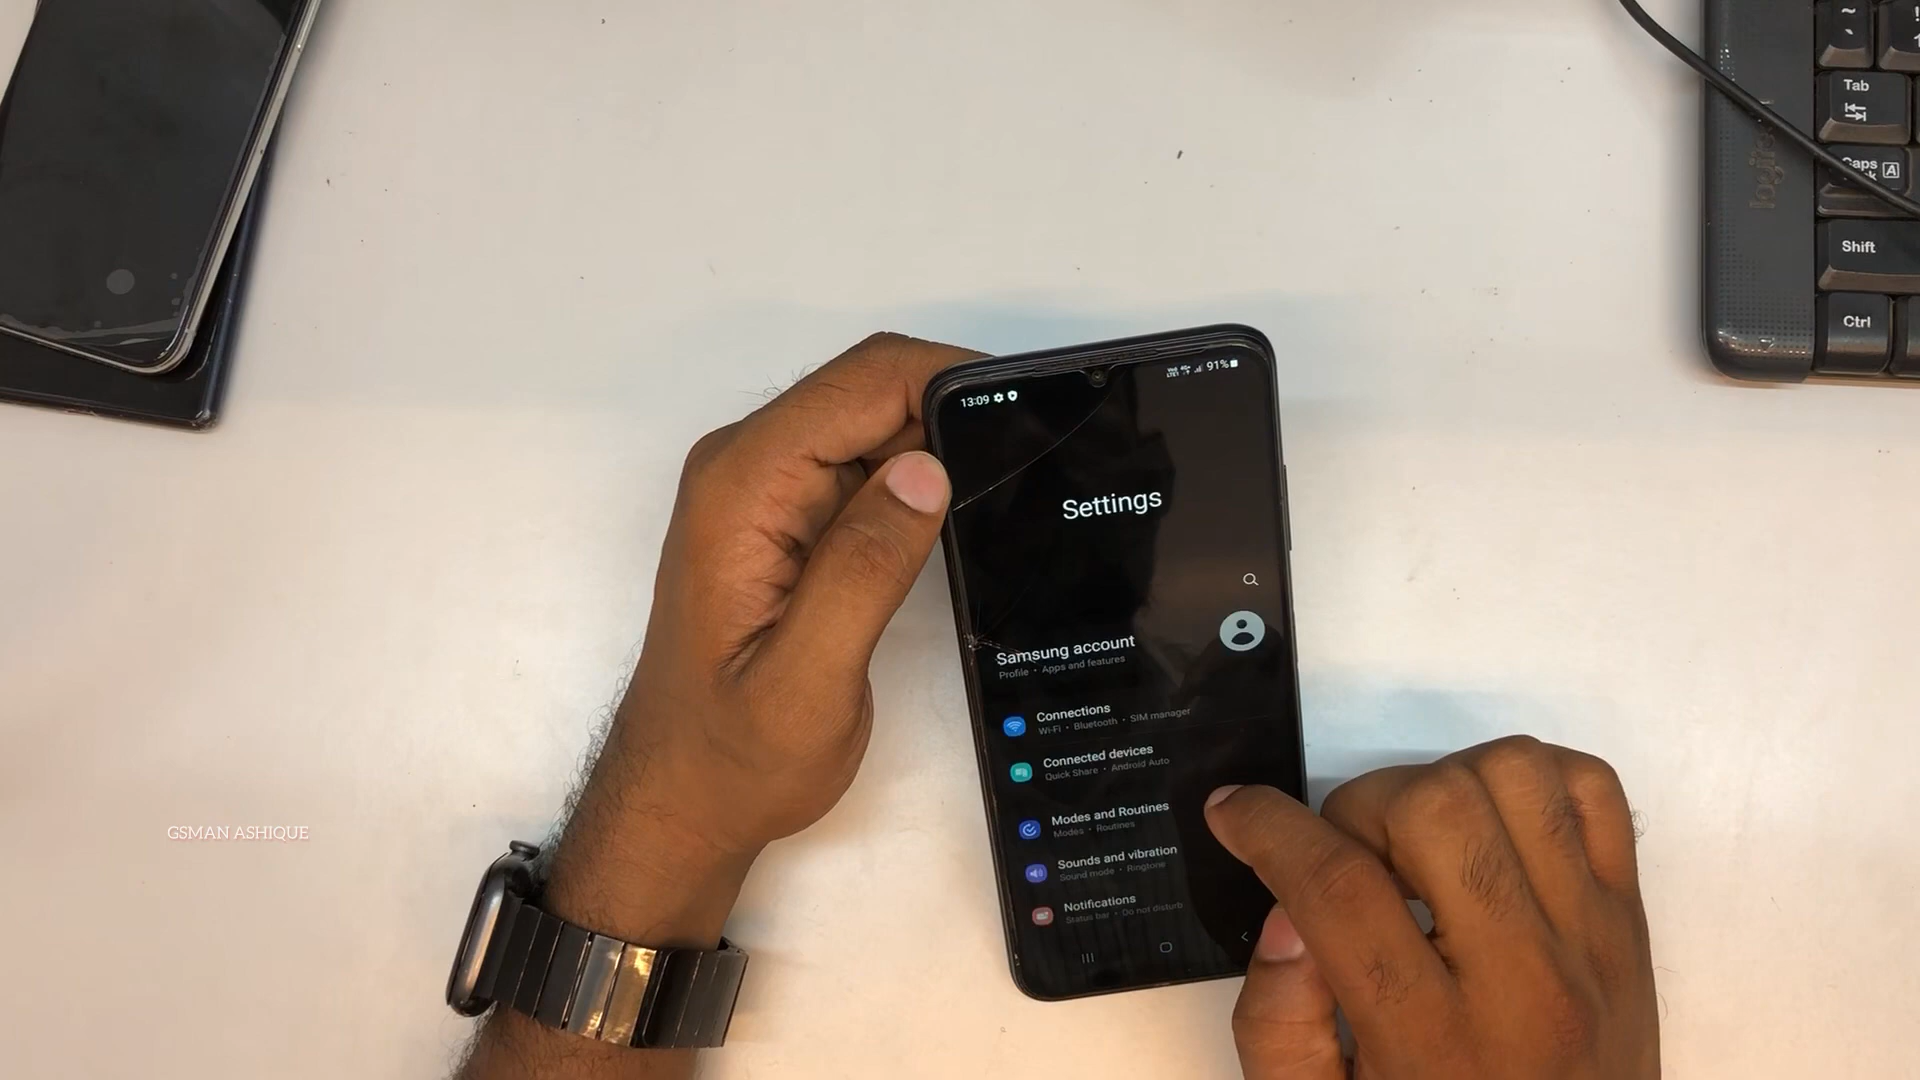 ~
`
!
1
Tab
Caps
A
Shift
Ctrl
13:09
91%
Settings
Samsung account
Profile • Apps and features
Connections
Wi-Fi • Bluetooth • SIM manager
Connected devices
Quick Share • Android Auto
Modes and Routines
Modes • Routines
Sounds and vibration
Sound mode • Ringtone
Notifications
Status bar • Do not disturb
GSMAN ASHIQUE